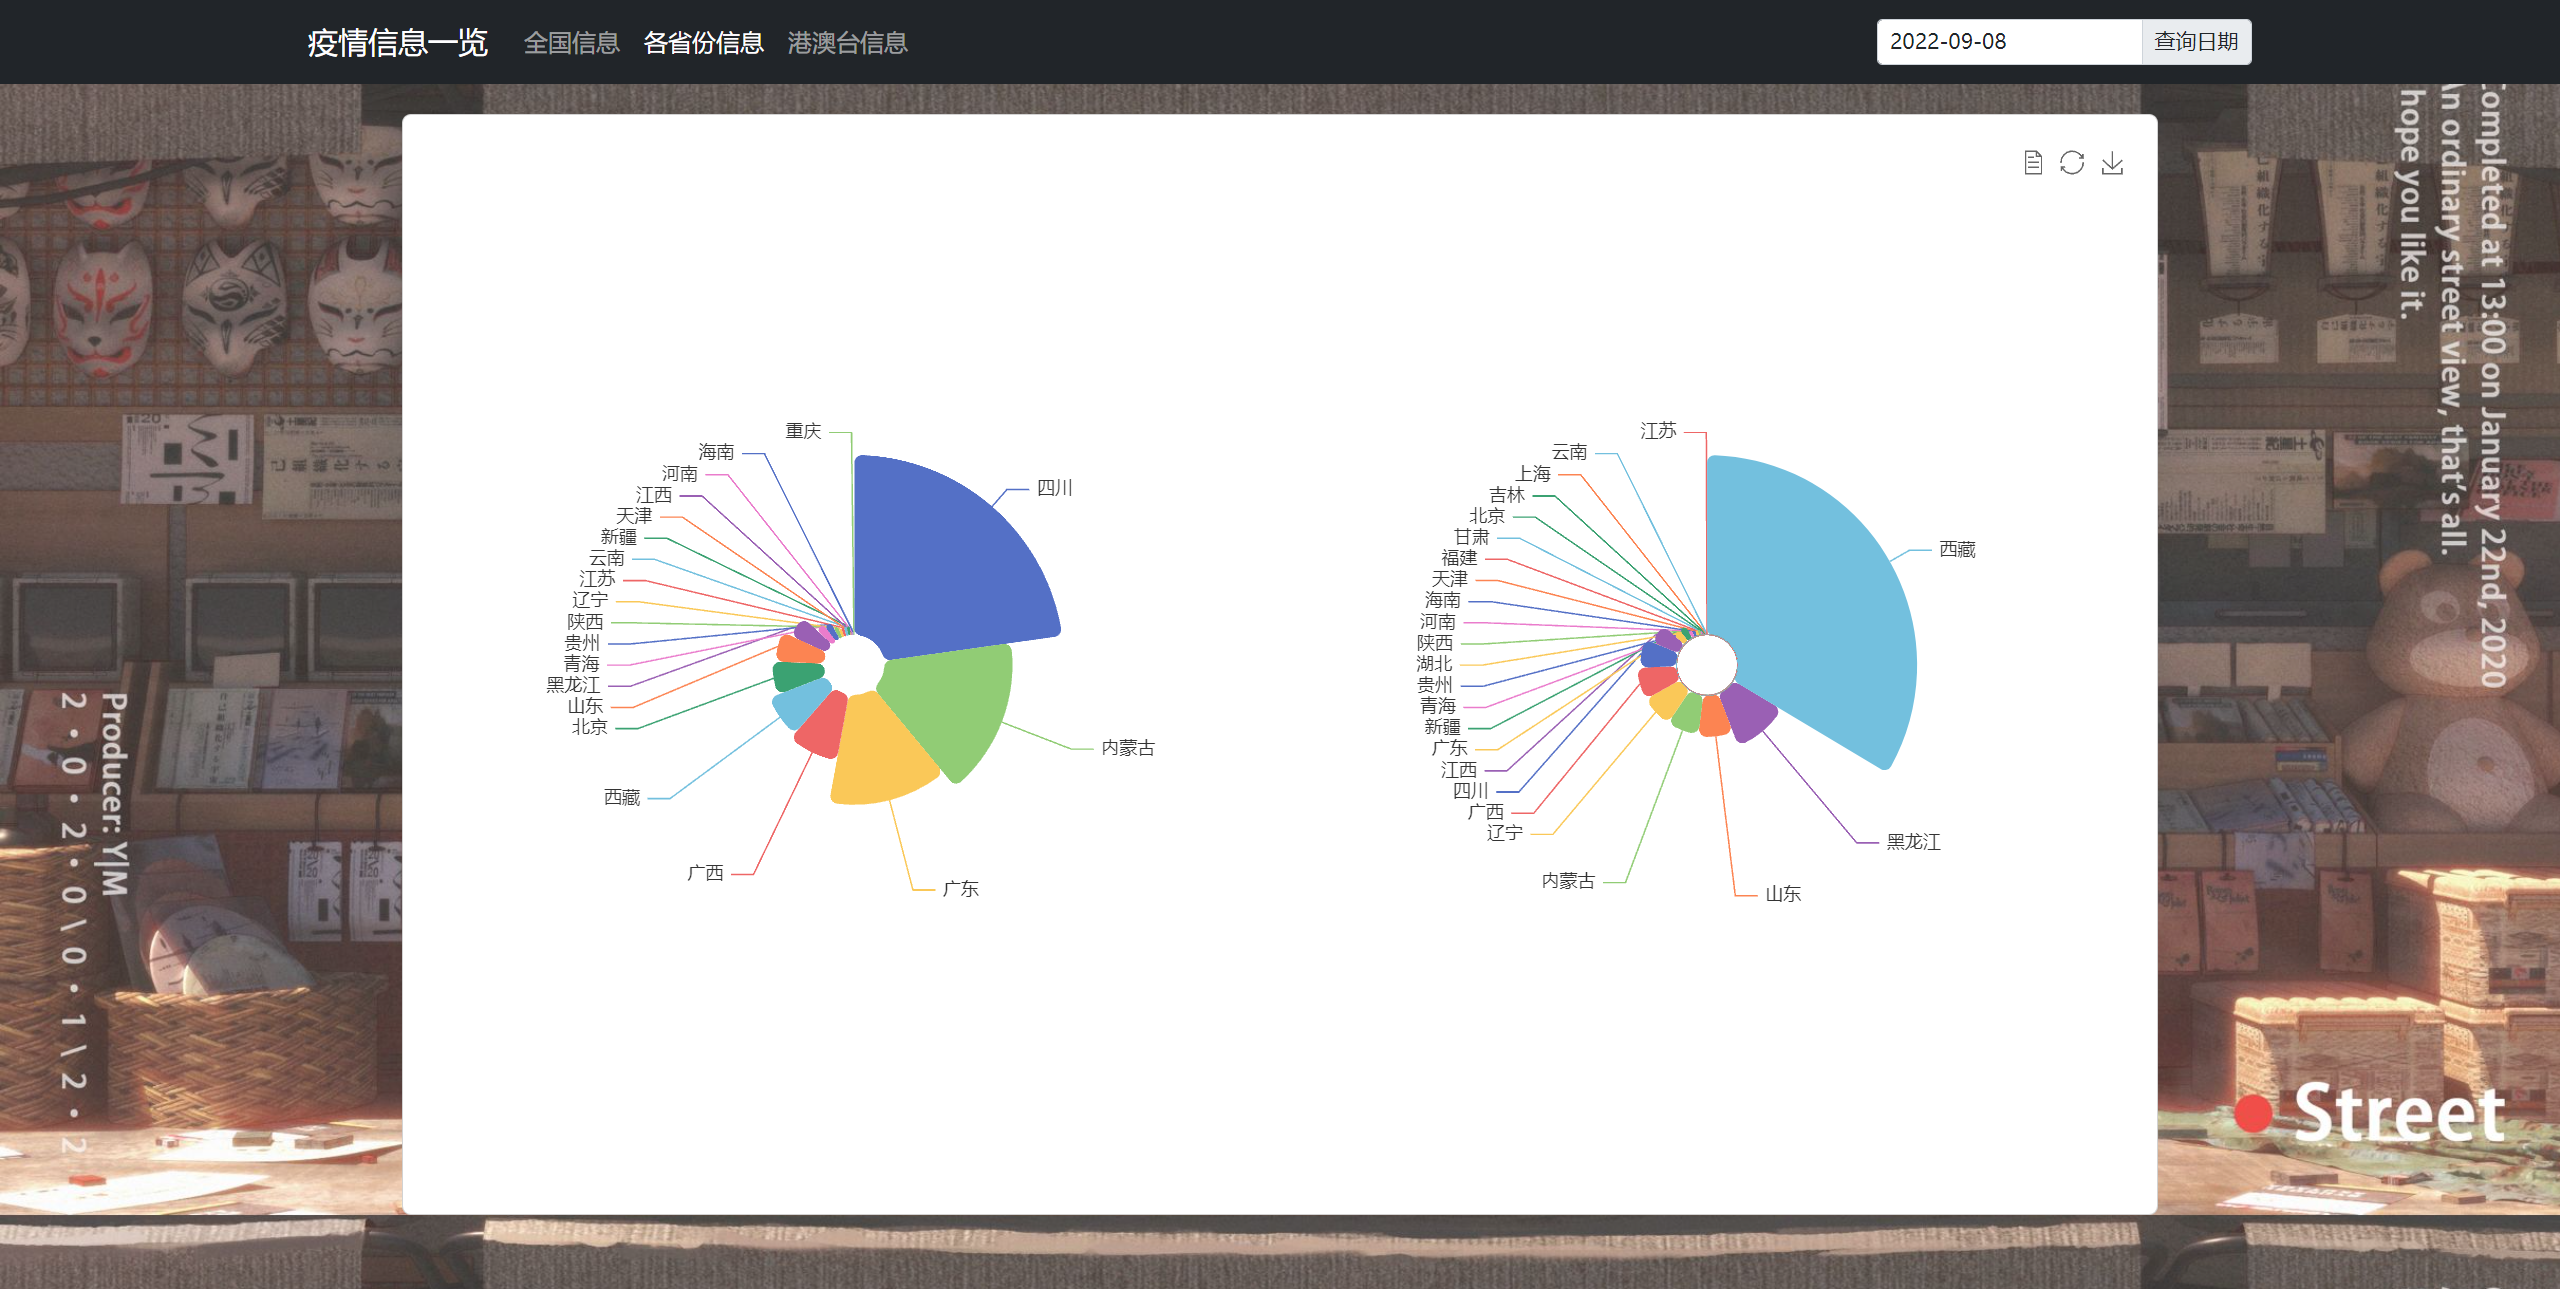 疫情信息一览 全国信息 各省份信息 港澳台信息 2022-09-08 查询日期
重庆
海南
河南
江西
天津
新疆
云南
江苏
辽宁
陕西
贵州
青海
黑龙江
山东
北京
西藏
广西
广东
内蒙古
四川
江苏
云南
上海
吉林
北京
甘肃
福建
天津
海南
河南
陕西
湖北
贵州
青海
新疆
广东
江西
四川
广西
辽宁
内蒙古
山东
黑龙江
西藏
ompleted at 13:00 on January 22nd, 2020
n ordinary street view, that's all.
hope you like it.
Producer: Y|M
2•0•2•0\0•1\2•2
Street